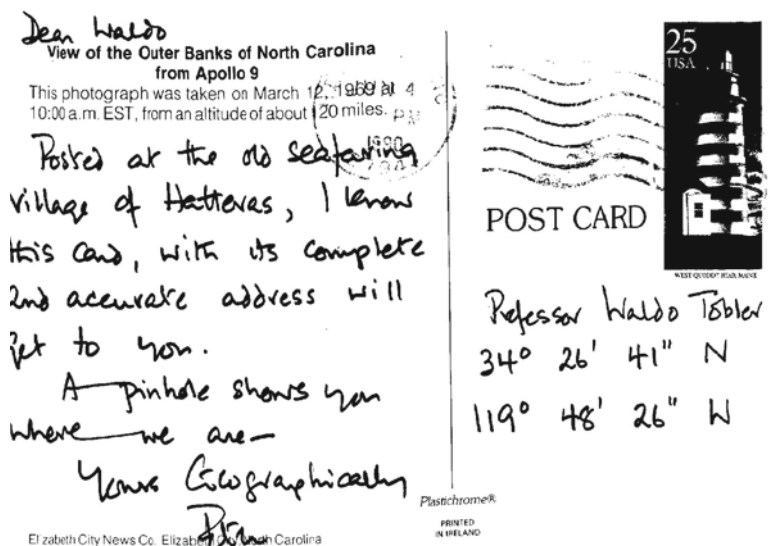 Dear Waldo
View of the Outer Banks of North Carolina
from Apollo 9
This photograph was taken on March 12, 1969 at
10:00 a.m. EST, from an altitude of about 120 miles.
4
PM
1990
Posted at the old seafaring
village of Hatteras, I know
this card, with its complete
and accurate address will
get to you.
A pinhole shows you
where we are—
Yours Geographically
Elizabeth City News Co. Elizabeth City North Carolina
25
USA
WEST QUODDY HEAD, MAINE
POST CARD
Professor Waldo Tobler
34° 26' 41" N
119° 48' 26" W
Plastichrome®
PRINTED
IN IRELAND